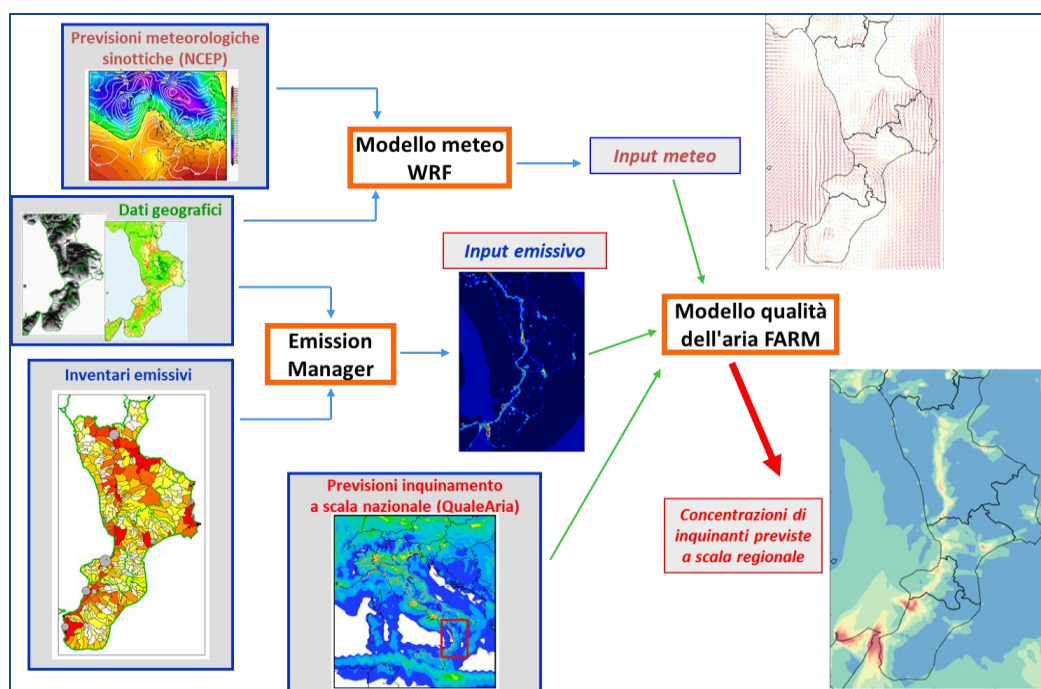 Previsioni meteorologiche
sinottiche (NCEP)
Modello meteo
WRF
Input meteo
Dati geografici
Input emissivo
Modello qualità
dell'aria FARM
Emission
Manager
Inventari emissivi
Previsioni inquinamento
a scala nazionale (QualeAria)
Concentrazioni di
inquinanti previste
a scala regionale